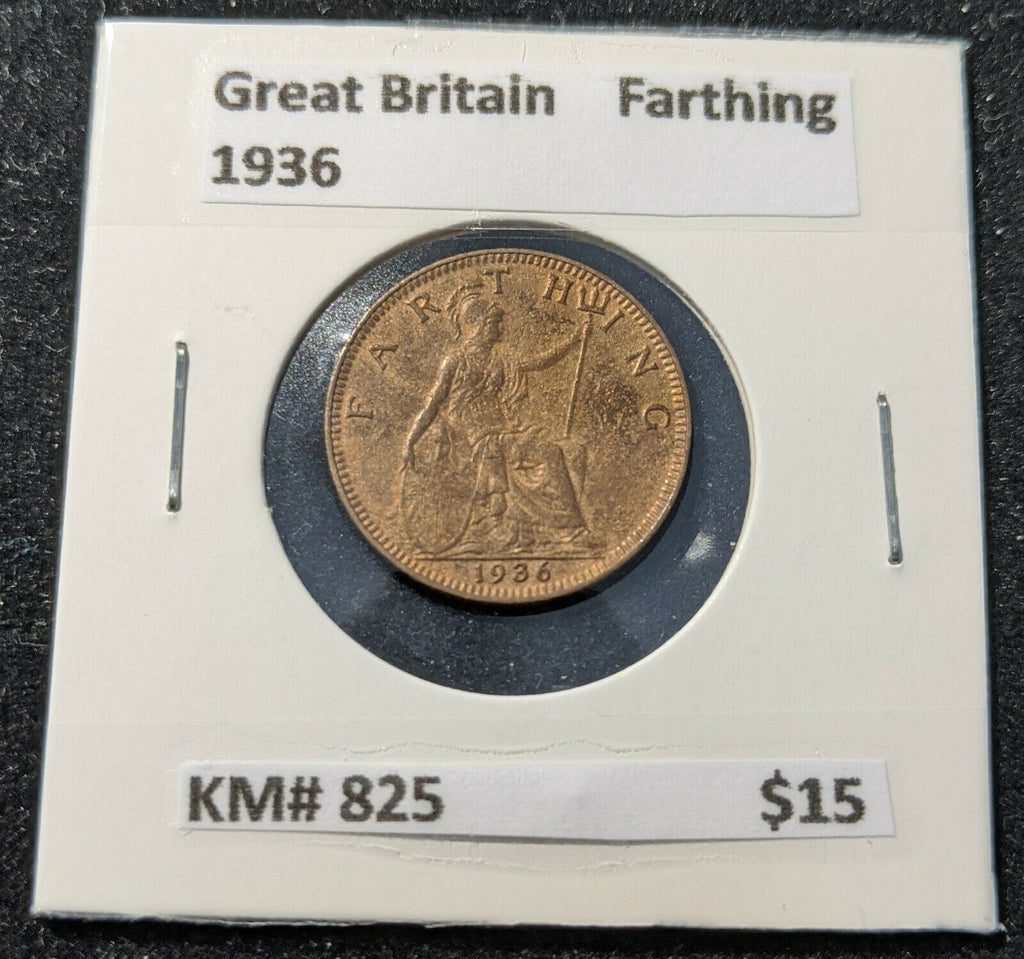 Great Britain Farthing
1936
FARTHING
1936
KM# 825 $15